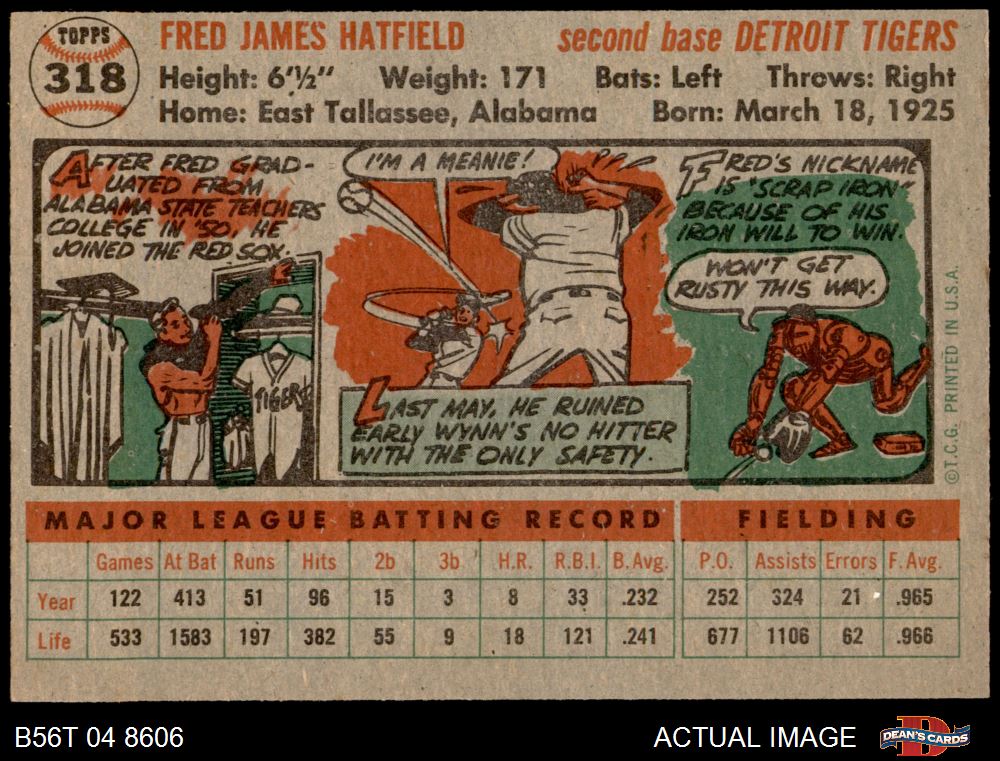 TOPPS
318
FRED JAMES HATFIELD second base DETROIT TIGERS
Height: 6'½" Weight: 171 Bats: Left Throws: Right
Home: East Tallassee, Alabama Born: March 18, 1925
AFTER FRED GRAD-
UATED FROM
ALABAMA STATE TEACHERS
COLLEGE IN '50, HE
JOINED THE RED SOX.
TIGERS
I'M A MEANIE!
LAST MAY, HE RUINED
EARLY WYNN'S NO HITTER
WITH THE ONLY SAFETY.
FRED'S NICKNAME
IS "SCRAP IRON"
BECAUSE OF HIS
IRON WILL TO WIN.
WON'T GET
RUSTY THIS WAY.
©T.C.G. PRINTED IN U.S.A.
MAJOR LEAGUE BATTING RECORD FIELDING
Games At Bat Runs Hits 2b 3b H.R. R.B.I. B. Avg. P.O. Assists Errors F. Avg.
Year 122 413 51 96 15 3 8 33 .232 252 324 21 .965
Life 533 1583 197 382 55 9 18 121 .241 677 1106 62 .966
B56T 04 8606 ACTUAL IMAGE DEAN'S CARDS